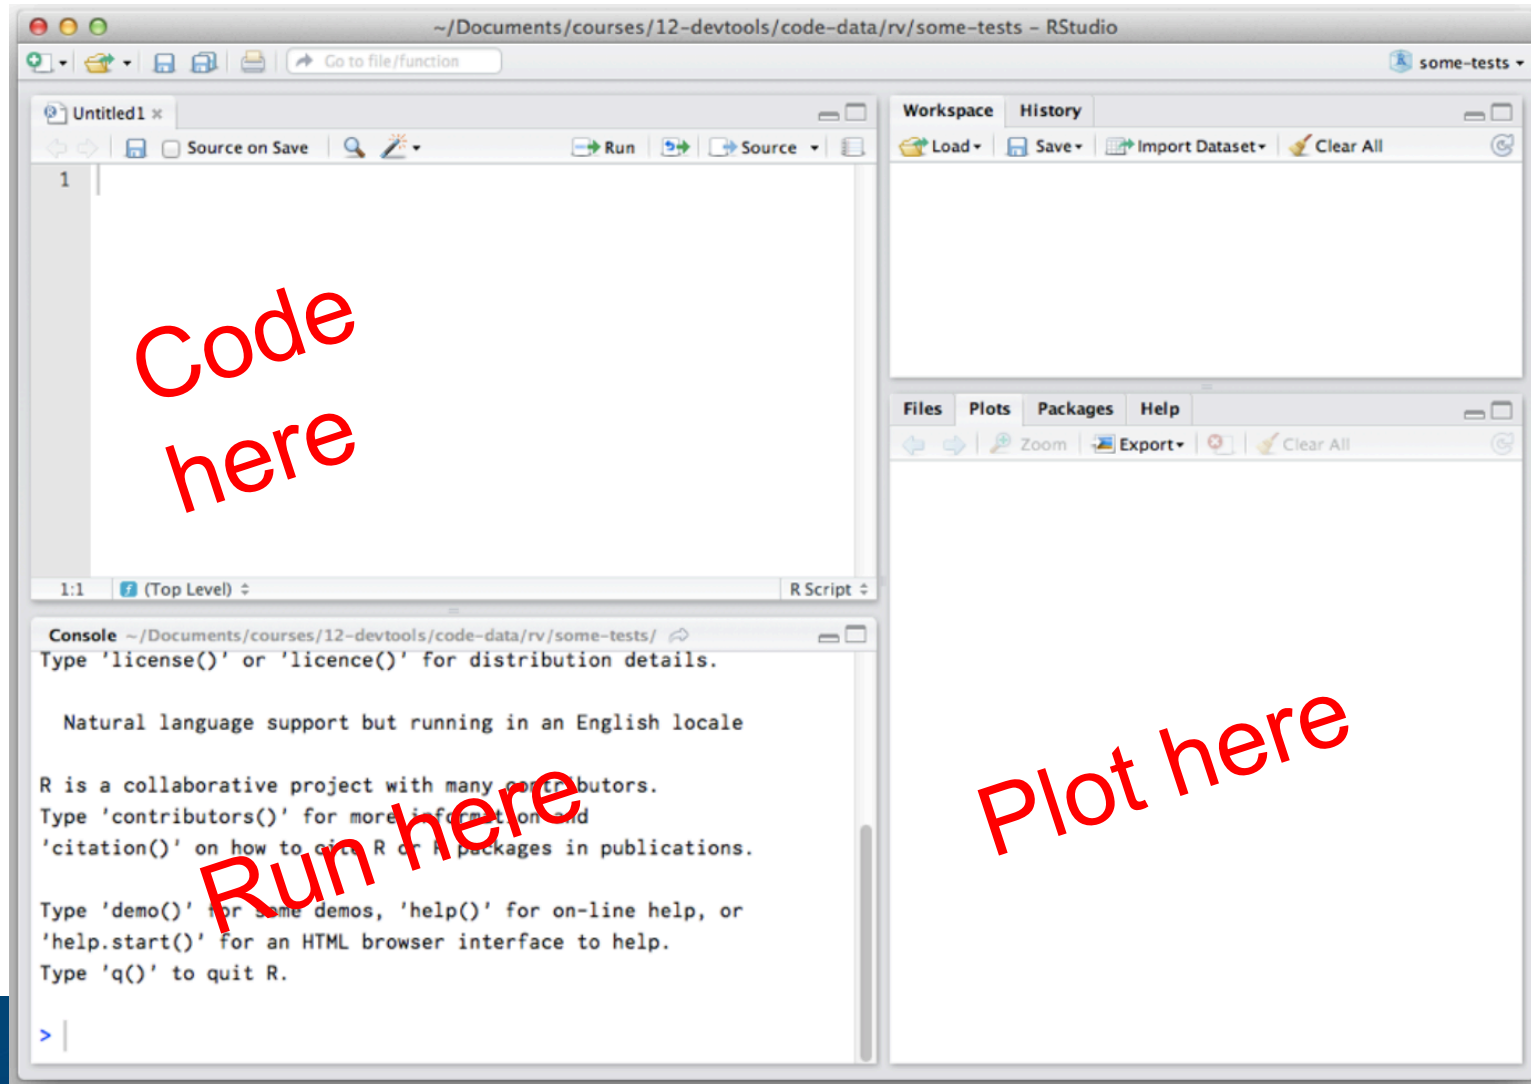 ~/Documents/courses/12-devtools/code-data/rv/some-tests - RStudio
Go to file/function
some-tests
Untitled1
Source on Save Run Source
1
Code
here
1:1 (Top Level) R Script
Console ~/Documents/courses/12-devtools/code-data/rv/some-tests/
Type 'license()' or 'licence()' for distribution details.
Natural language support but running in an English locale
R is a collaborative project with many contributors.
Type 'contributors()' for more information and
'citation()' on how to cite R or R packages in publications.
Type 'demo()' for some demos, 'help()' for on-line help, or
'help.start()' for an HTML browser interface to help.
Type 'q()' to quit R.
>
Run here
Workspace History
Load Save Import Dataset Clear All
Files Plots Packages Help
Zoom Export Clear All
Plot here